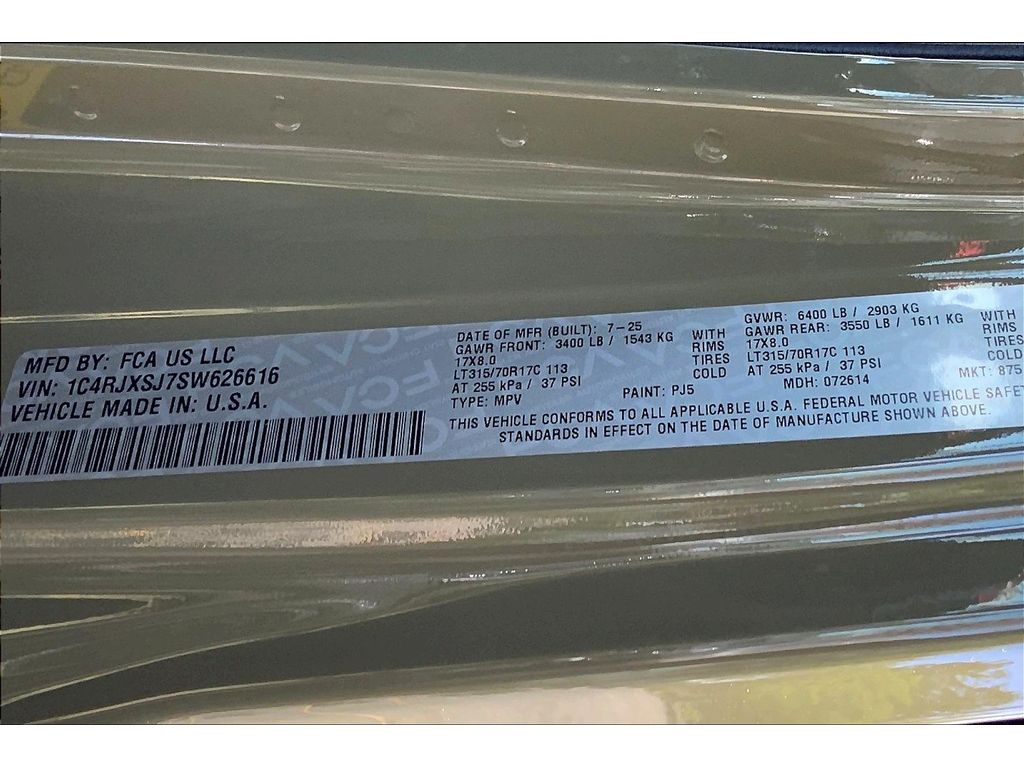 MFD BY: FCA US LLC
VIN: 1C4RJXSJ7SW626616
VEHICLE MADE IN: U.S.A.
DATE OF MFR (BUILT): 7-25
GAWR FRONT: 3400 LB / 1543 KG WITH
17X8.0 RIMS
LT315/70R17C 113 TIRES
AT 255 kPa / 37 PSI COLD
TYPE: MPV PAINT: PJ5
GVWR: 6400 LB / 2903 KG
GAWR REAR: 3550 LB / 1611 KG WITH
17X8.0 RIMS
LT315/70R17C 113 TIRES
AT 255 kPa / 37 PSI COLD
MDH: 072614 MKT: 875
THIS VEHICLE CONFORMS TO ALL APPLICABLE U.S.A. FEDERAL MOTOR VEHICLE SAFET
STANDARDS IN EFFECT ON THE DATE OF MANUFACTURE SHOWN ABOVE.